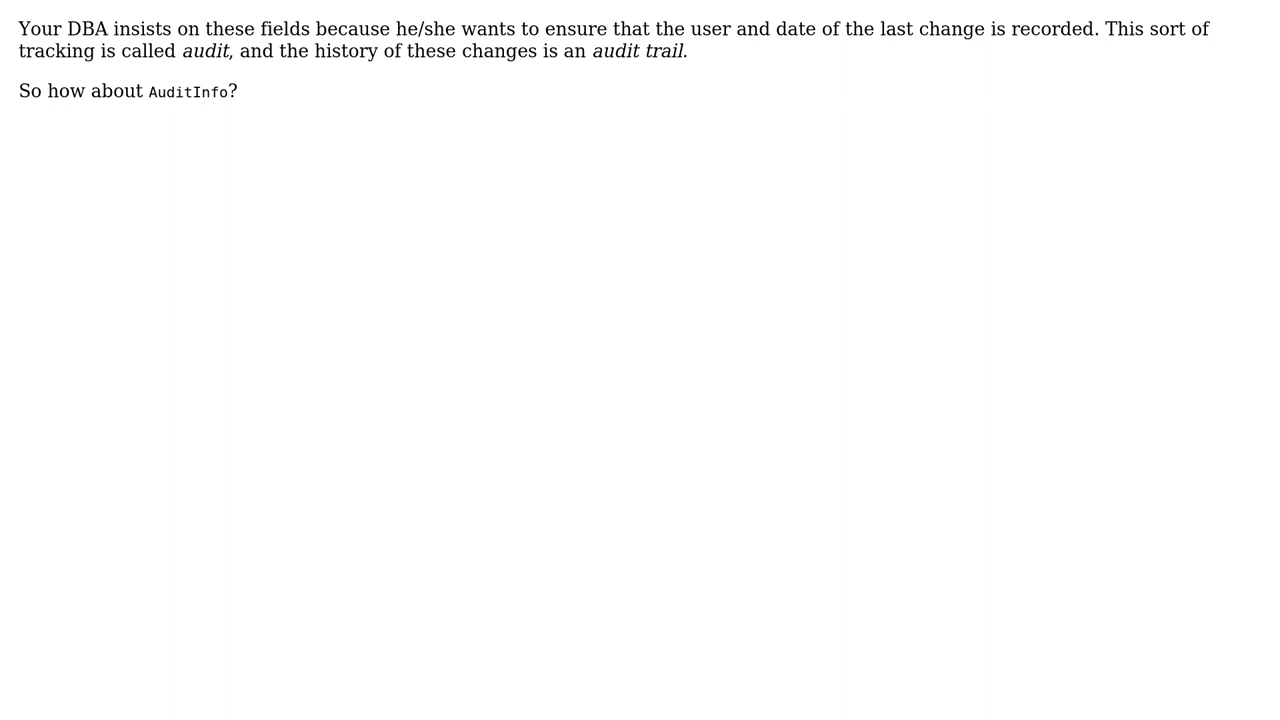 Your DBA insists on these fields because he/she wants to ensure that the user and date of the last change is recorded. This sort of
tracking is called audit, and the history of these changes is an audit trail.
So how about AuditInfo?